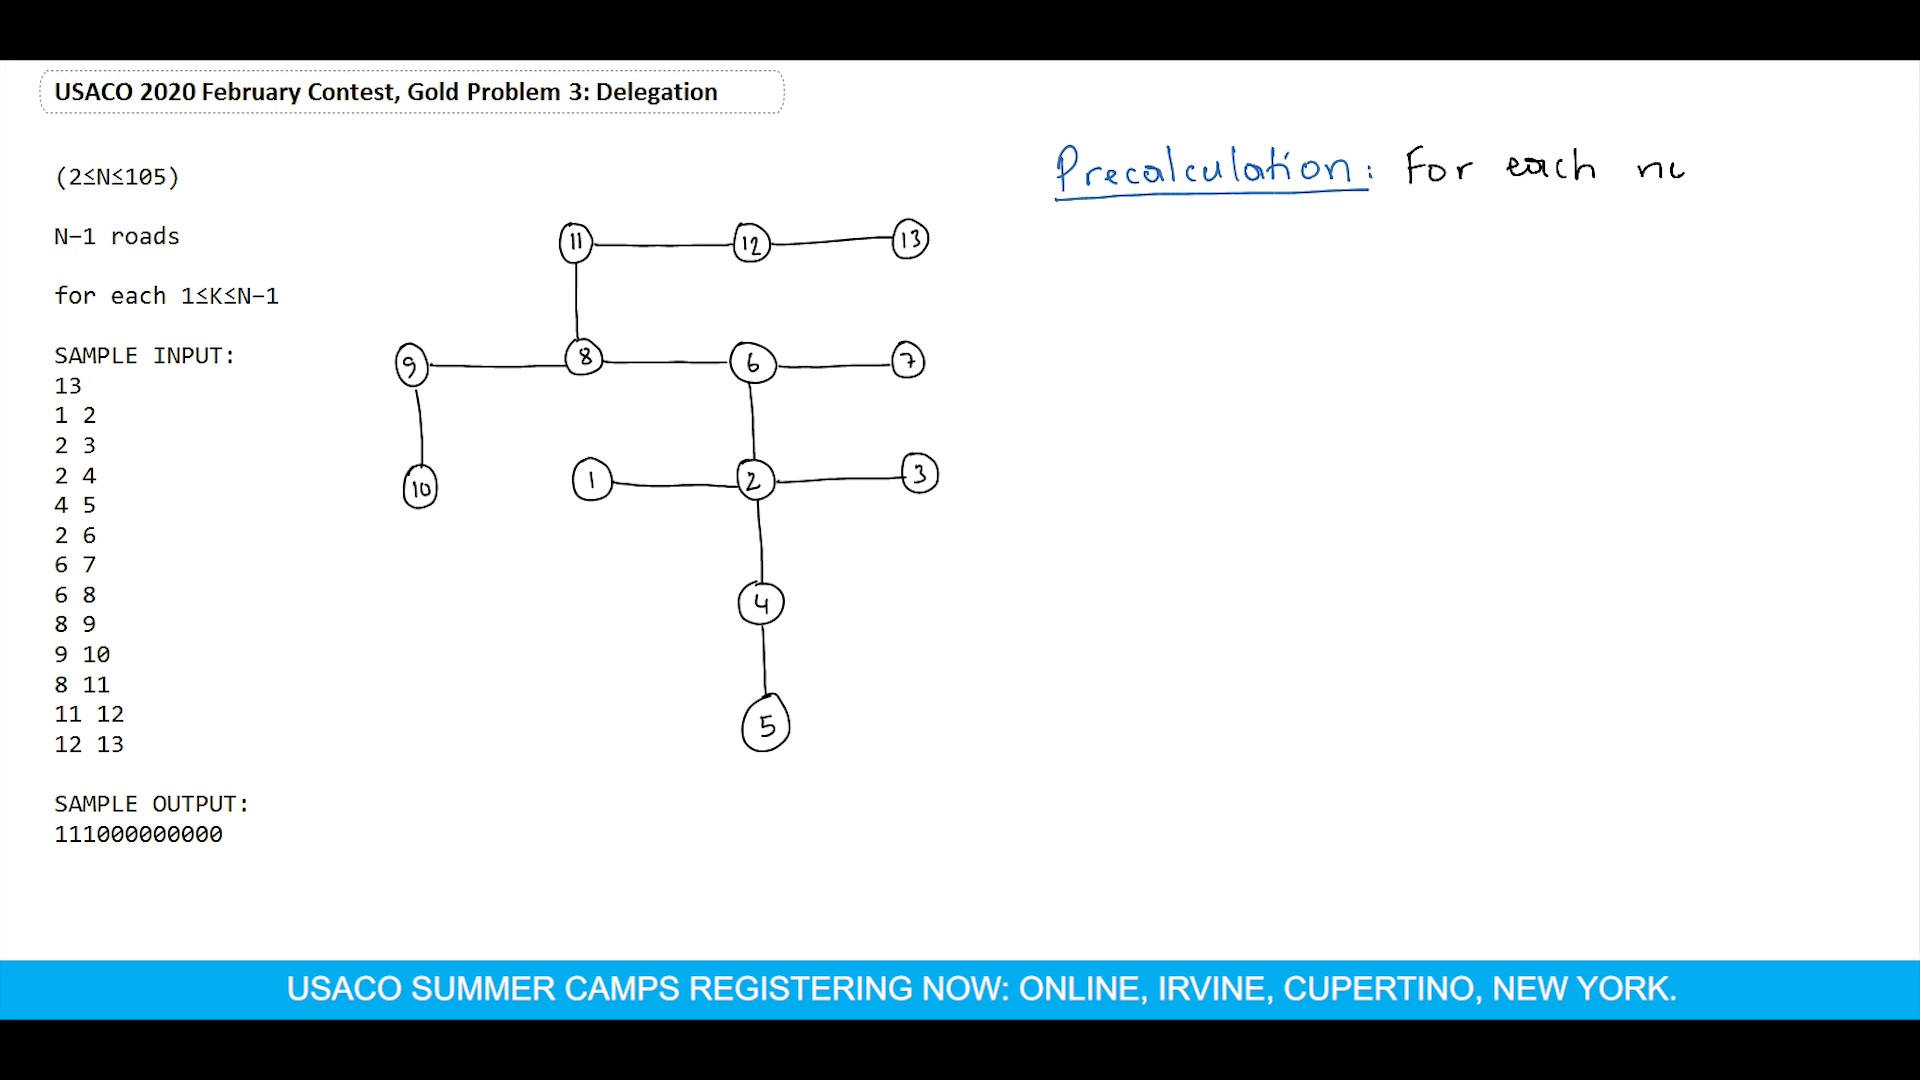 USACO 2020 February Contest, Gold Problem 3: Delegation
(2≤N≤105)
N−1 roads
for each 1≤K≤N−1
SAMPLE INPUT:
13
1 2
2 3
2 4
4 5
2 6
6 7
6 8
8 9
9 10
8 11
11 12
12 13
SAMPLE OUTPUT:
111000000000
11 12 13
9 8 6 7
10 1 2 3
4
5
Precalculation: For each no
USACO SUMMER CAMPS REGISTERING NOW: ONLINE, IRVINE, CUPERTINO, NEW YORK.